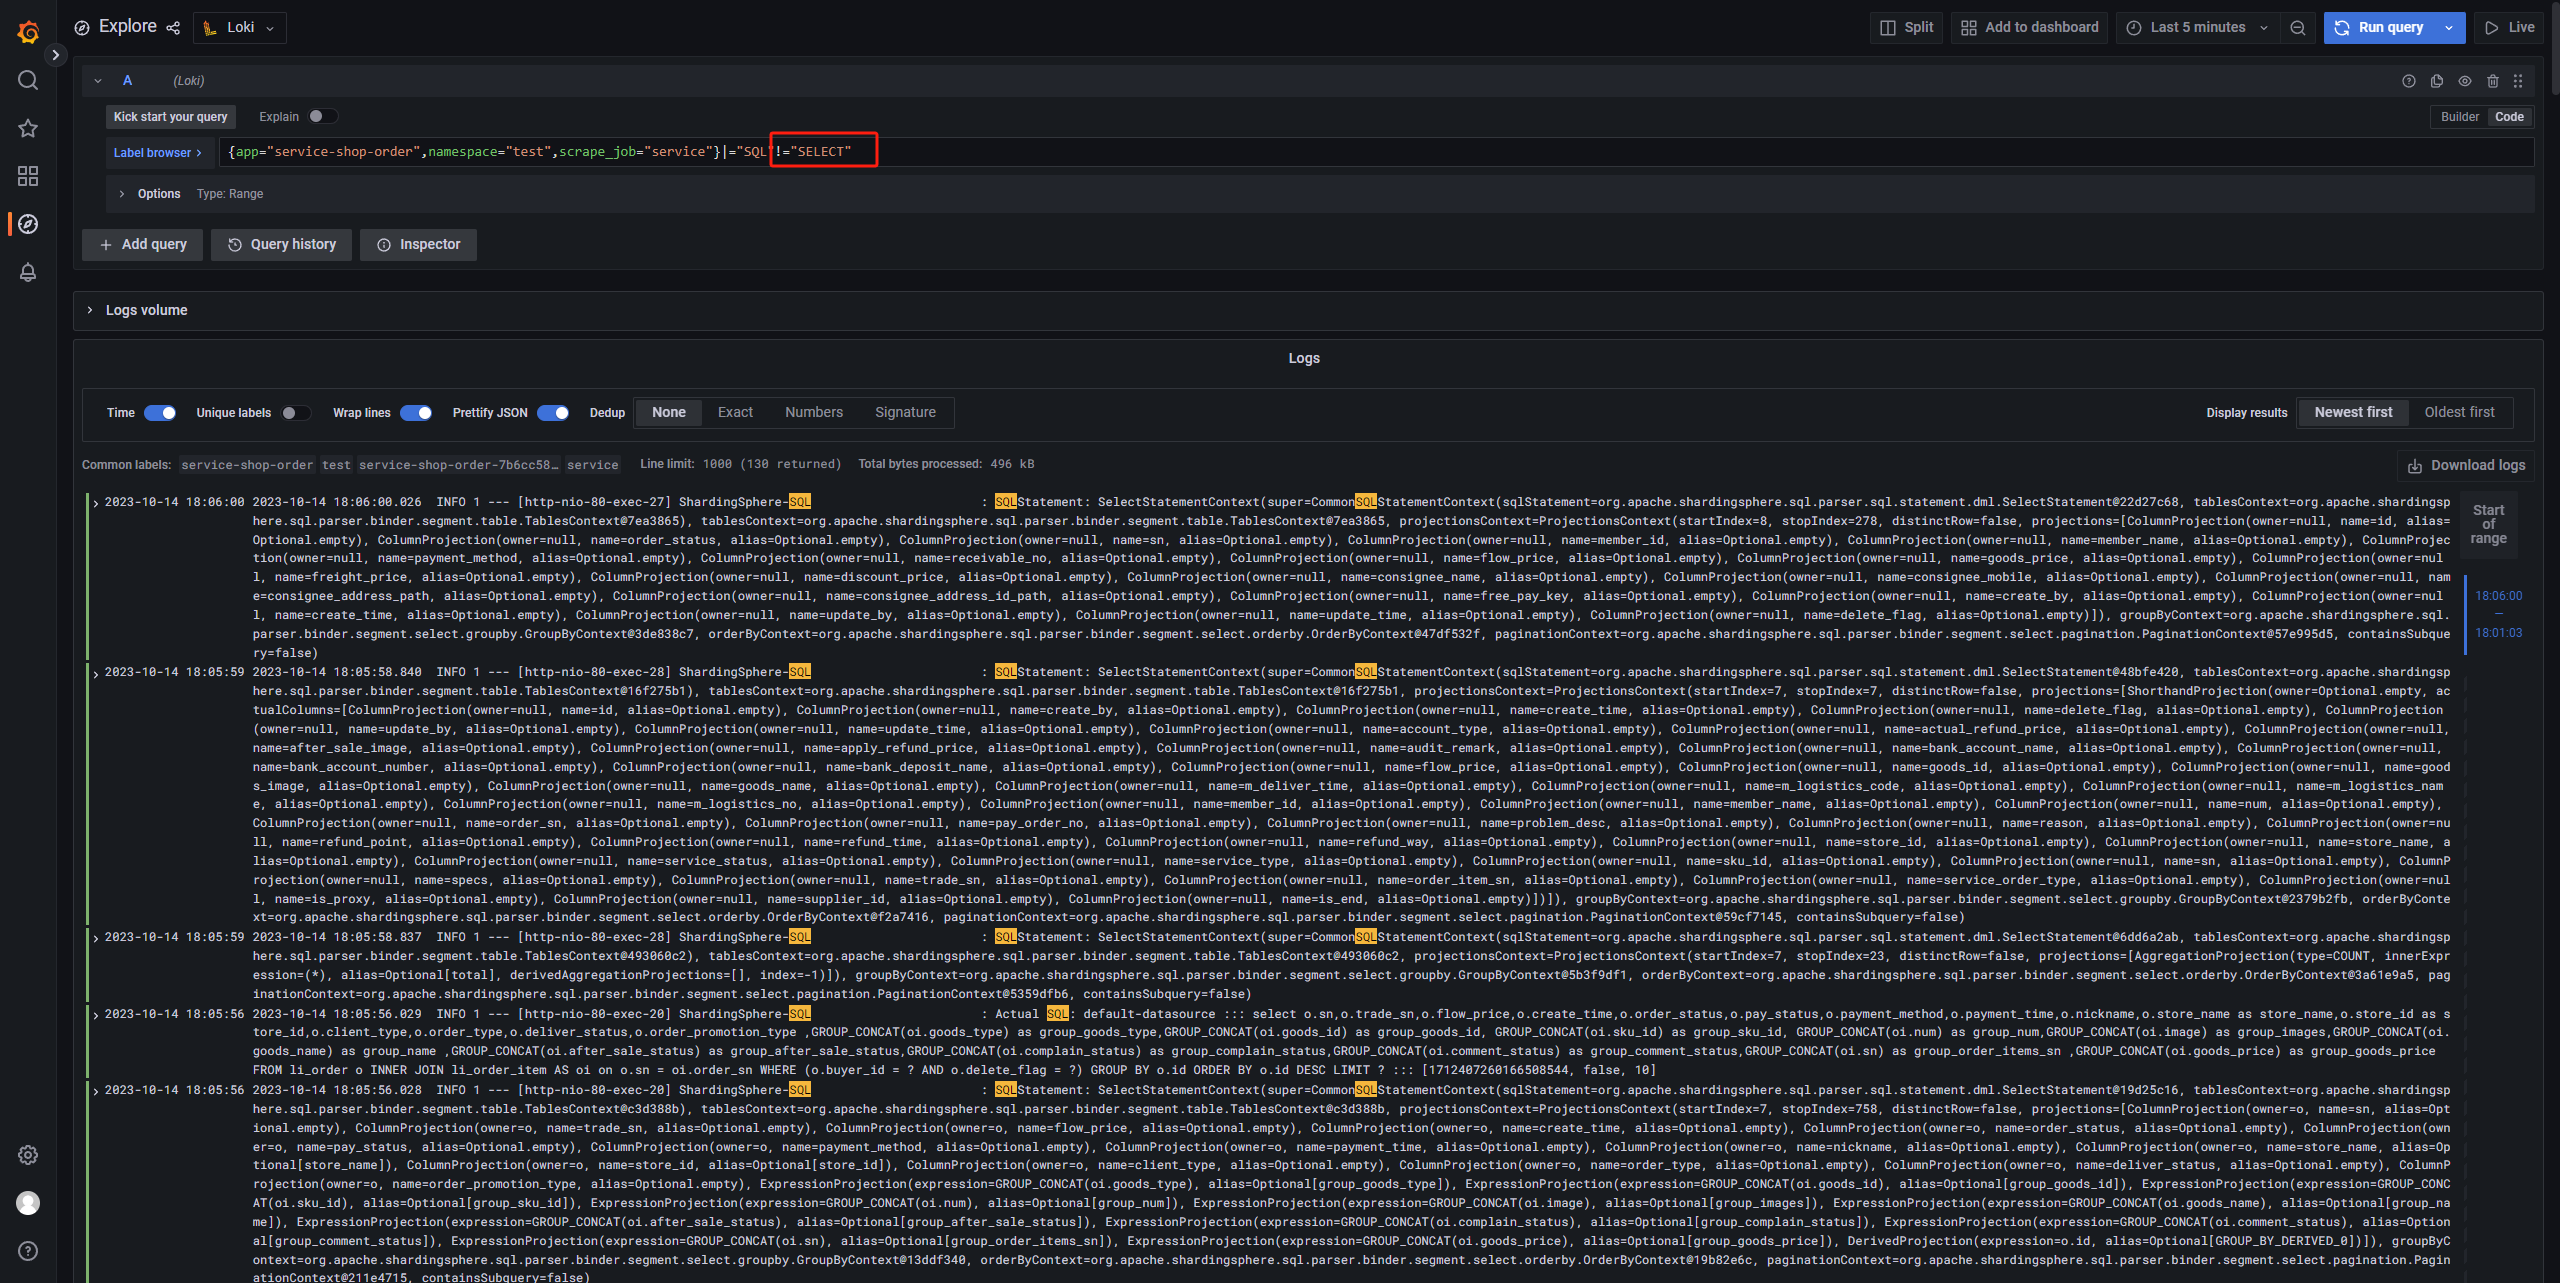 Explore
Loki
Split
Add to dashboard
Last 5 minutes
Run query
Live
A
(Loki)
Kick start your query
Explain
Builder
Code
Label browser >
{app="service-shop-order",namespace="test",scrape_job="service"}|="SQL"!="SELECT"
Options
Type: Range
Add query
Query history
Inspector
Logs volume
Logs
Time
Unique labels
Wrap lines
Prettify JSON
Dedup
None
Exact
Numbers
Signature
Display results
Newest first
Oldest first
Common labels: service-shop-order test service-shop-order-7b6cc58… service Line limit: 1000 (130 returned) Total bytes processed: 496 kB
Download logs
2023-10-14 18:06:00 2023-10-14 18:06:00.026 INFO 1 --- [http-nio-80-exec-27] ShardingSphere-SQL : SQLStatement: SelectStatementContext(super=CommonSQLStatementContext(sqlStatement=org.apache.shardingsphere.sql.parser.sql.statement.dml.SelectStatement@22d27c68, tablesContext=org.apache.shardingsp
here.sql.parser.binder.segment.table.TablesContext@7ea3865), tablesContext=org.apache.shardingsphere.sql.parser.binder.segment.table.TablesContext@7ea3865, projectionsContext=ProjectionsContext(startIndex=8, stopIndex=278, distinctRow=false, projections=[ColumnProjection(owner=null, name=id, alias=
Optional.empty), ColumnProjection(owner=null, name=order_status, alias=Optional.empty), ColumnProjection(owner=null, name=sn, alias=Optional.empty), ColumnProjection(owner=null, name=member_id, alias=Optional.empty), ColumnProjection(owner=null, name=member_name, alias=Optional.empty), ColumnProjec
tion(owner=null, name=payment_method, alias=Optional.empty), ColumnProjection(owner=null, name=receivable_no, alias=Optional.empty), ColumnProjection(owner=null, name=flow_price, alias=Optional.empty), ColumnProjection(owner=null, name=goods_price, alias=Optional.empty), ColumnProjection(owner=nul
l, name=freight_price, alias=Optional.empty), ColumnProjection(owner=null, name=discount_price, alias=Optional.empty), ColumnProjection(owner=null, name=consignee_name, alias=Optional.empty), ColumnProjection(owner=null, name=consignee_mobile, alias=Optional.empty), ColumnProjection(owner=null, nam
e=consignee_address_path, alias=Optional.empty), ColumnProjection(owner=null, name=consignee_address_id_path, alias=Optional.empty), ColumnProjection(owner=null, name=free_pay_key, alias=Optional.empty), ColumnProjection(owner=null, name=create_by, alias=Optional.empty), ColumnProjection(owner=nul
l, name=create_time, alias=Optional.empty), ColumnProjection(owner=null, name=update_by, alias=Optional.empty), ColumnProjection(owner=null, name=update_time, alias=Optional.empty), ColumnProjection(owner=null, name=delete_flag, alias=Optional.empty)]), groupByContext=org.apache.shardingsphere.sql.
parser.binder.segment.select.groupby.GroupByContext@3de838c7, orderByContext=org.apache.shardingsphere.sql.parser.binder.segment.select.orderby.OrderByContext@47df532f, paginationContext=org.apache.shardingsphere.sql.parser.binder.segment.select.pagination.PaginationContext@57e995d5, containsSubque
ry=false)
2023-10-14 18:05:59 2023-10-14 18:05:58.840 INFO 1 --- [http-nio-80-exec-28] ShardingSphere-SQL : SQLStatement: SelectStatementContext(super=CommonSQLStatementContext(sqlStatement=org.apache.shardingsphere.sql.parser.sql.statement.dml.SelectStatement@48bfe420, tablesContext=org.apache.shardingsp
here.sql.parser.binder.segment.table.TablesContext@16f275b1), tablesContext=org.apache.shardingsphere.sql.parser.binder.segment.table.TablesContext@16f275b1, projectionsContext=ProjectionsContext(startIndex=7, stopIndex=7, distinctRow=false, projections=[ShorthandProjection(owner=Optional.empty, ac
tualColumns=[ColumnProjection(owner=null, name=id, alias=Optional.empty), ColumnProjection(owner=null, name=create_by, alias=Optional.empty), ColumnProjection(owner=null, name=create_time, alias=Optional.empty), ColumnProjection(owner=null, name=delete_flag, alias=Optional.empty), ColumnProjection
(owner=null, name=update_by, alias=Optional.empty), ColumnProjection(owner=null, name=update_time, alias=Optional.empty), ColumnProjection(owner=null, name=account_type, alias=Optional.empty), ColumnProjection(owner=null, name=actual_refund_price, alias=Optional.empty), ColumnProjection(owner=null,
name=after_sale_image, alias=Optional.empty), ColumnProjection(owner=null, name=apply_refund_price, alias=Optional.empty), ColumnProjection(owner=null, name=audit_remark, alias=Optional.empty), ColumnProjection(owner=null, name=bank_account_name, alias=Optional.empty), ColumnProjection(owner=null,
name=bank_account_number, alias=Optional.empty), ColumnProjection(owner=null, name=bank_deposit_name, alias=Optional.empty), ColumnProjection(owner=null, name=flow_price, alias=Optional.empty), ColumnProjection(owner=null, name=goods_id, alias=Optional.empty), ColumnProjection(owner=null, name=good
s_image, alias=Optional.empty), ColumnProjection(owner=null, name=goods_name, alias=Optional.empty), ColumnProjection(owner=null, name=m_deliver_time, alias=Optional.empty), ColumnProjection(owner=null, name=m_logistics_code, alias=Optional.empty), ColumnProjection(owner=null, name=m_logistics_nam
e, alias=Optional.empty), ColumnProjection(owner=null, name=m_logistics_no, alias=Optional.empty), ColumnProjection(owner=null, name=member_id, alias=Optional.empty), ColumnProjection(owner=null, name=member_name, alias=Optional.empty), ColumnProjection(owner=null, name=num, alias=Optional.empty),
ColumnProjection(owner=null, name=order_sn, alias=Optional.empty), ColumnProjection(owner=null, name=pay_order_no, alias=Optional.empty), ColumnProjection(owner=null, name=problem_desc, alias=Optional.empty), ColumnProjection(owner=null, name=reason, alias=Optional.empty), ColumnProjection(owner=nu
ll, name=refund_point, alias=Optional.empty), ColumnProjection(owner=null, name=refund_time, alias=Optional.empty), ColumnProjection(owner=null, name=refund_way, alias=Optional.empty), ColumnProjection(owner=null, name=store_id, alias=Optional.empty), ColumnProjection(owner=null, name=store_name, a
lias=Optional.empty), ColumnProjection(owner=null, name=service_status, alias=Optional.empty), ColumnProjection(owner=null, name=service_type, alias=Optional.empty), ColumnProjection(owner=null, name=sku_id, alias=Optional.empty), ColumnProjection(owner=null, name=sn, alias=Optional.empty), ColumnP
rojection(owner=null, name=specs, alias=Optional.empty), ColumnProjection(owner=null, name=trade_sn, alias=Optional.empty), ColumnProjection(owner=null, name=order_item_sn, alias=Optional.empty), ColumnProjection(owner=null, name=service_order_type, alias=Optional.empty), ColumnProjection(owner=nul
l, name=is_proxy, alias=Optional.empty), ColumnProjection(owner=null, name=supplier_id, alias=Optional.empty), ColumnProjection(owner=null, name=is_end, alias=Optional.empty)])]), groupByContext=org.apache.shardingsphere.sql.parser.binder.segment.select.groupby.GroupByContext@2379b2fb, orderByConte
xt=org.apache.shardingsphere.sql.parser.binder.segment.select.orderby.OrderByContext@f2a7416, paginationContext=org.apache.shardingsphere.sql.parser.binder.segment.select.pagination.PaginationContext@59cf7145, containsSubquery=false)
2023-10-14 18:05:59 2023-10-14 18:05:58.837 INFO 1 --- [http-nio-80-exec-28] ShardingSphere-SQL : SQLStatement: SelectStatementContext(super=CommonSQLStatementContext(sqlStatement=org.apache.shardingsphere.sql.parser.sql.statement.dml.SelectStatement@6dd6a2ab, tablesContext=org.apache.shardingsp
here.sql.parser.binder.segment.table.TablesContext@493060c2), tablesContext=org.apache.shardingsphere.sql.parser.binder.segment.table.TablesContext@493060c2, projectionsContext=ProjectionsContext(startIndex=7, stopIndex=23, distinctRow=false, projections=[AggregationProjection(type=COUNT, innerExpr
ession=(*), alias=Optional[total], derivedAggregationProjections=[], index=-1)]), groupByContext=org.apache.shardingsphere.sql.parser.binder.segment.select.groupby.GroupByContext@5b3f9df1, orderByContext=org.apache.shardingsphere.sql.parser.binder.segment.select.orderby.OrderByContext@3a61e9a5, pag
inationContext=org.apache.shardingsphere.sql.parser.binder.segment.select.pagination.PaginationContext@5359dfb6, containsSubquery=false)
2023-10-14 18:05:56 2023-10-14 18:05:56.029 INFO 1 --- [http-nio-80-exec-20] ShardingSphere-SQL : Actual SQL: default-datasource ::: select o.sn,o.trade_sn,o.flow_price,o.create_time,o.order_status,o.pay_status,o.payment_method,o.payment_time,o.nickname,o.store_name as store_name,o.store_id as s
tore_id,o.client_type,o.order_type,o.deliver_status,o.order_promotion_type ,GROUP_CONCAT(oi.goods_type) as group_goods_type,GROUP_CONCAT(oi.goods_id) as group_goods_id, GROUP_CONCAT(oi.sku_id) as group_sku_id, GROUP_CONCAT(oi.num) as group_num,GROUP_CONCAT(oi.image) as group_images,GROUP_CONCAT(oi.
goods_name) as group_name ,GROUP_CONCAT(oi.after_sale_status) as group_after_sale_status,GROUP_CONCAT(oi.complain_status) as group_complain_status,GROUP_CONCAT(oi.comment_status) as group_comment_status,GROUP_CONCAT(oi.sn) as group_order_items_sn ,GROUP_CONCAT(oi.goods_price) as group_goods_price
FROM li_order o INNER JOIN li_order_item AS oi on o.sn = oi.order_sn WHERE (o.buyer_id = ? AND o.delete_flag = ?) GROUP BY o.id ORDER BY o.id DESC LIMIT ? ::: [1712407260166508544, false, 10]
2023-10-14 18:05:56 2023-10-14 18:05:56.028 INFO 1 --- [http-nio-80-exec-20] ShardingSphere-SQL : SQLStatement: SelectStatementContext(super=CommonSQLStatementContext(sqlStatement=org.apache.shardingsphere.sql.parser.sql.statement.dml.SelectStatement@19d25c16, tablesContext=org.apache.shardingsp
here.sql.parser.binder.segment.table.TablesContext@c3d388b), tablesContext=org.apache.shardingsphere.sql.parser.binder.segment.table.TablesContext@c3d388b, projectionsContext=ProjectionsContext(startIndex=7, stopIndex=758, distinctRow=false, projections=[ColumnProjection(owner=o, name=sn, alias=Opt
ional.empty), ColumnProjection(owner=o, name=trade_sn, alias=Optional.empty), ColumnProjection(owner=o, name=flow_price, alias=Optional.empty), ColumnProjection(owner=o, name=create_time, alias=Optional.empty), ColumnProjection(owner=o, name=order_status, alias=Optional.empty), ColumnProjection(own
er=o, name=pay_status, alias=Optional.empty), ColumnProjection(owner=o, name=payment_method, alias=Optional.empty), ColumnProjection(owner=o, name=payment_time, alias=Optional.empty), ColumnProjection(owner=o, name=nickname, alias=Optional.empty), ColumnProjection(owner=o, name=store_name, alias=Op
tional[store_name]), ColumnProjection(owner=o, name=store_id, alias=Optional[store_id]), ColumnProjection(owner=o, name=client_type, alias=Optional.empty), ColumnProjection(owner=o, name=order_type, alias=Optional.empty), ColumnProjection(owner=o, name=deliver_status, alias=Optional.empty), ColumnP
rojection(owner=o, name=order_promotion_type, alias=Optional.empty), ExpressionProjection(expression=GROUP_CONCAT(oi.goods_type), alias=Optional[group_goods_type]), ExpressionProjection(expression=GROUP_CONCAT(oi.goods_id), alias=Optional[group_goods_id]), ExpressionProjection(expression=GROUP_CONC
AT(oi.sku_id), alias=Optional[group_sku_id]), ExpressionProjection(expression=GROUP_CONCAT(oi.num), alias=Optional[group_num]), ExpressionProjection(expression=GROUP_CONCAT(oi.image), alias=Optional[group_images]), ExpressionProjection(expression=GROUP_CONCAT(oi.goods_name), alias=Optional[group_na
me]), ExpressionProjection(expression=GROUP_CONCAT(oi.after_sale_status), alias=Optional[group_after_sale_status]), ExpressionProjection(expression=GROUP_CONCAT(oi.complain_status), alias=Optional[group_complain_status]), ExpressionProjection(expression=GROUP_CONCAT(oi.comment_status), alias=Option
al[group_comment_status]), ExpressionProjection(expression=GROUP_CONCAT(oi.sn), alias=Optional[group_order_items_sn]), ExpressionProjection(expression=GROUP_CONCAT(oi.goods_price), alias=Optional[group_goods_price]), DerivedProjection(expression=o.id, alias=Optional[GROUP_BY_DERIVED_0])]), groupByC
ontext=org.apache.shardingsphere.sql.parser.binder.segment.select.groupby.GroupByContext@13ddf340, orderByContext=org.apache.shardingsphere.sql.parser.binder.segment.select.orderby.OrderByContext@19b82e6c, paginationContext=org.apache.shardingsphere.sql.parser.binder.segment.select.pagination.Pagin
ationContext@211e4715, containsSubquery=false)
Start
of
range
18:06:00
—
18:01:03